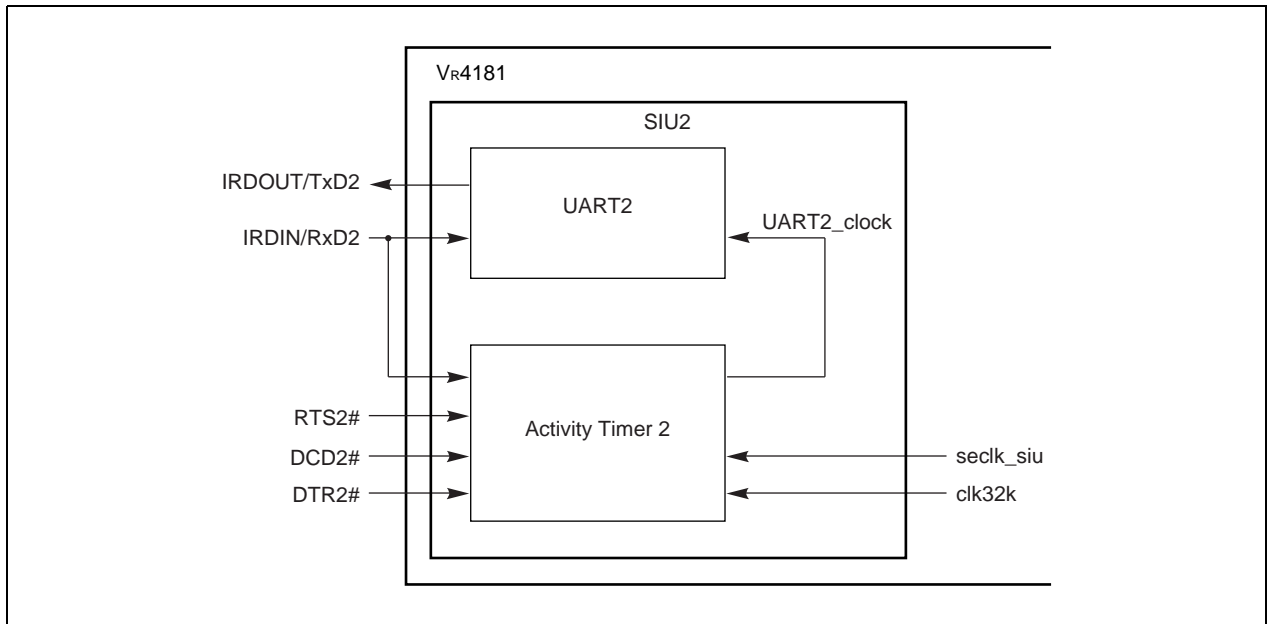 VR4181
SIU2
IRDOUT/TxD2
UART2
IRDIN/RxD2
UART2_clock
RTS2#
Activity Timer 2
DCD2#
seclk_siu
DTR2#
clk32k